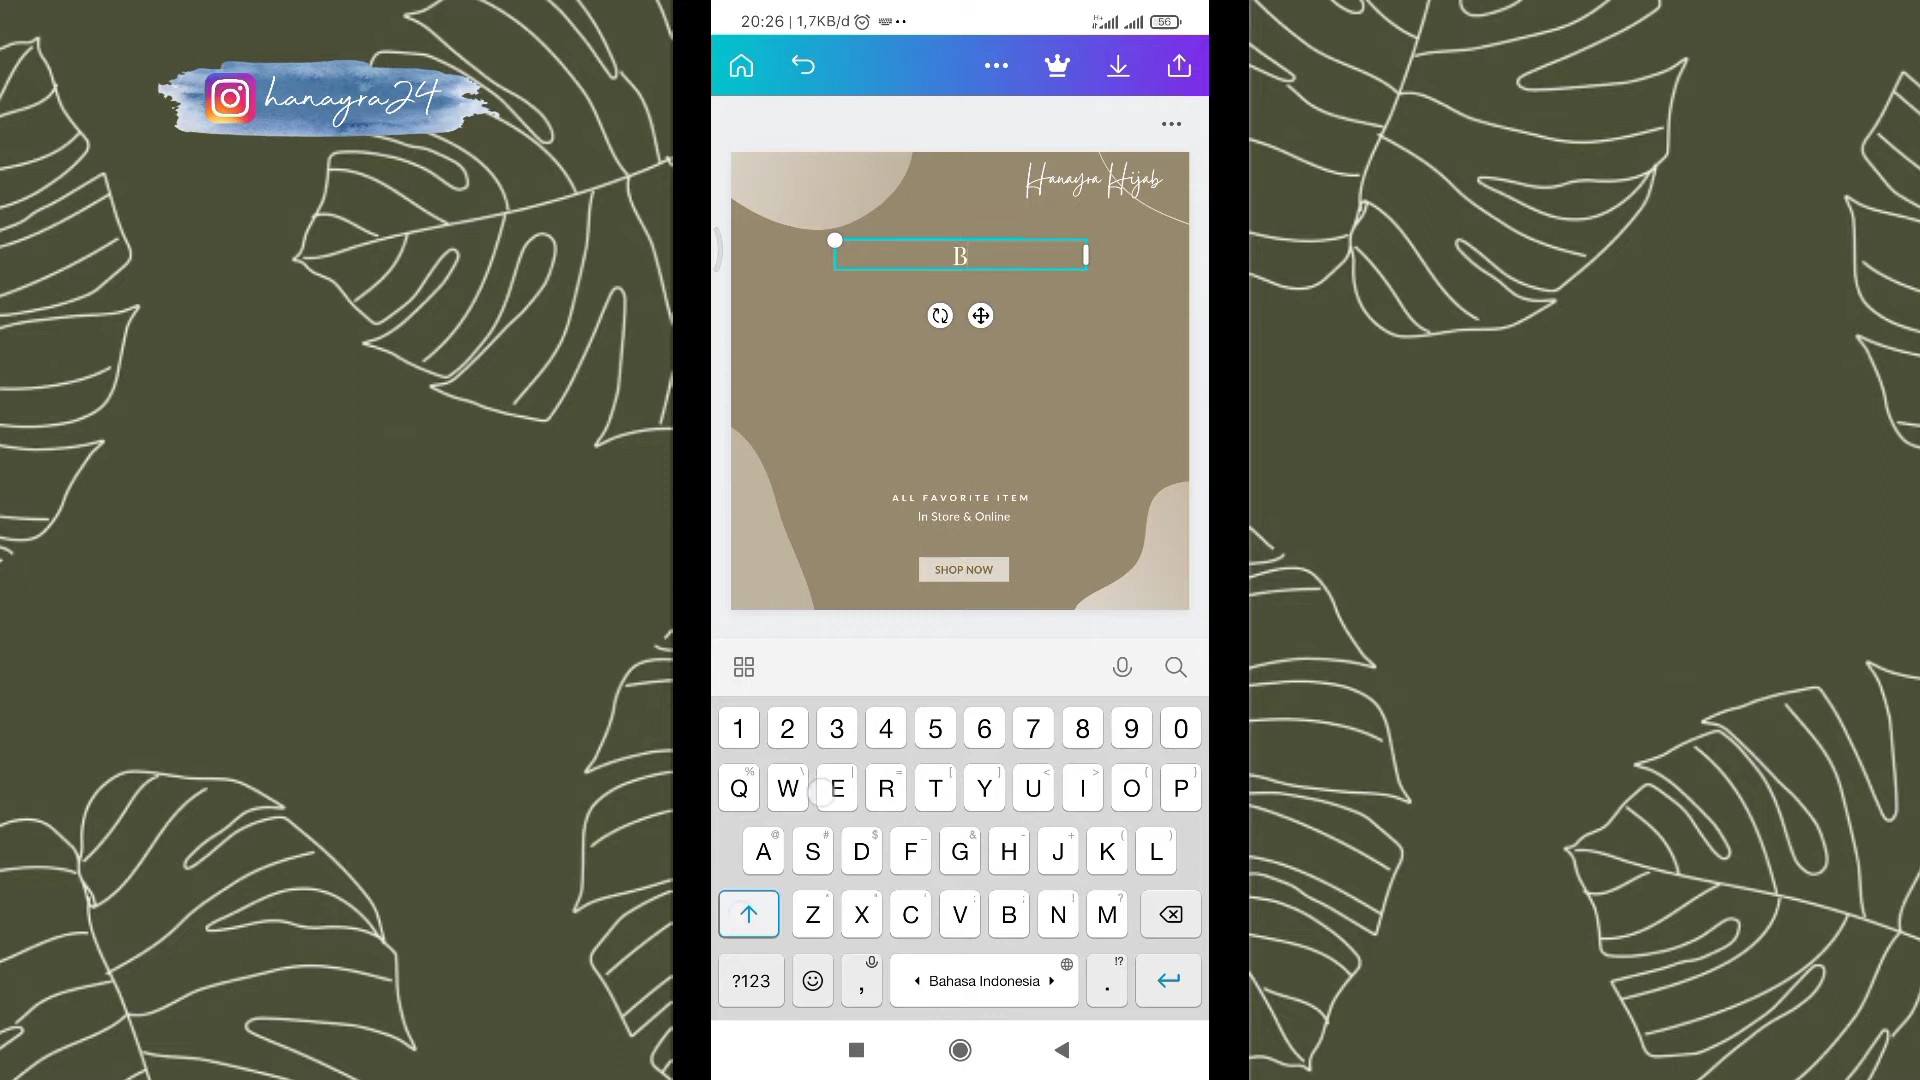 20:26 | 1,7KB/d
H+
56
hanayra24
Hanayra Hijab
B
ALL FAVORITE ITEM
In Store & Online
SHOP NOW
1 2 3 4 5 6 7 8 9 0
% \ | = [ ] < > { }
Q W E R T Y U I O P
@ # $ _ & - + ( )
A S D F G H J K L
* " ' : ; ! ?
Z X C V B N M
!?
?123 , Bahasa Indonesia .